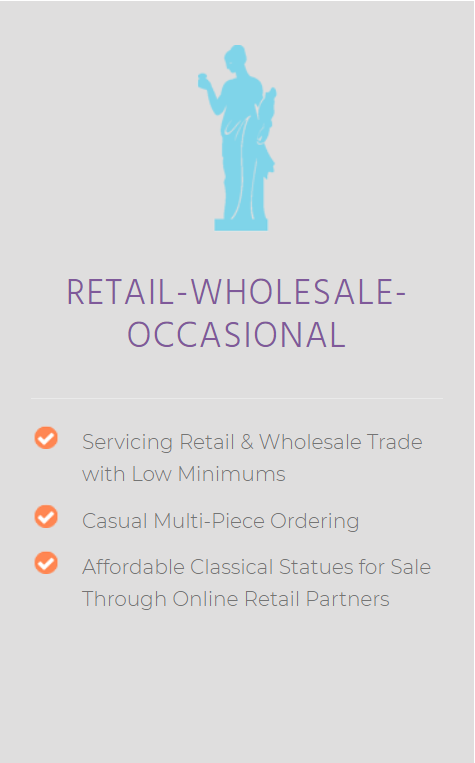 RETAIL-WHOLESALE-
OCCASIONAL
Servicing Retail & Wholesale Trade
with Low Minimums
Casual Multi-Piece Ordering
Affordable Classical Statues for Sale
Through Online Retail Partners